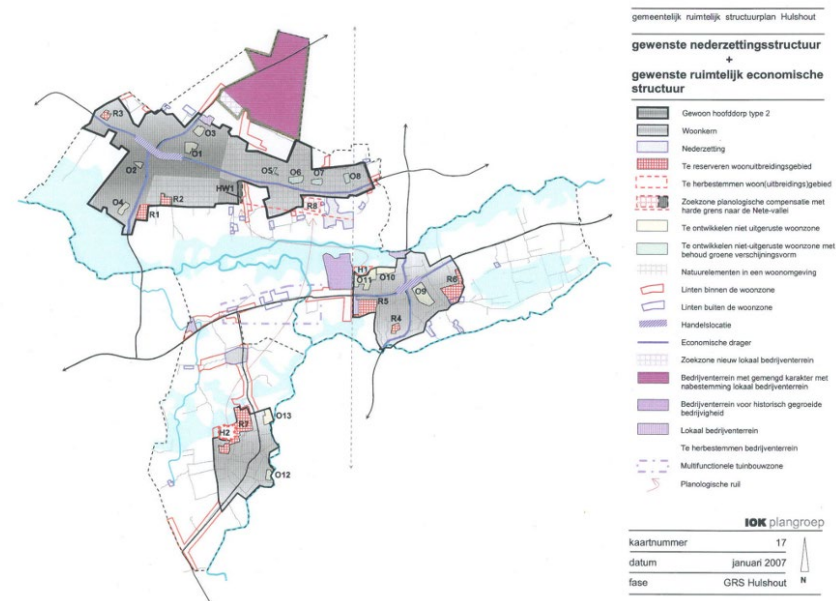 gemeentelijk ruimtelijk structuurplan Hulshout
gewenste nederzettingsstructuur
+
gewenste ruimtelijk economische
structuur
Gewoon hoofddorp type 2
Woonkern
Nederzetting
Te reserveren woonuitbreidingsgebied
Te herbestemmen woon(uitbreidings)gebied
Zoekzone planologische compensatie met
harde grens naar de Nete-vallei
Te ontwikkelen niet uitgeruste woonzone
Te ontwikkelen niet-uitgeruste woonzone met
behoud groene verschijningsvorm
Natuurelementen in een woonomgeving
Linten binnen de woonzone
Linten buiten de woonzone
Handelslocatie
Economische drager
Zoekzone nieuw lokaal bedrijventerrein
Bedrijventerrein met gemengd karakter met
nabestemming lokaal bedrijventerrein
Bedrijventerrein voor historisch gegroeide
bedrijvigheid
Lokaal bedrijventerrein
Te herbestemmen bedrijventerrein
Multifunctionele tuinbouwzone
Planologische ruil
IOK plangroep
kaartnummer 17
datum januari 2007
fase GRS Hulshout
N
R3
O3
O1
O2
O5
O6
O7
O8
HW1
R2
O4
R1
R8
H1
O10
O11
R6
O9
R5
R4
O13
R7
H2
O12